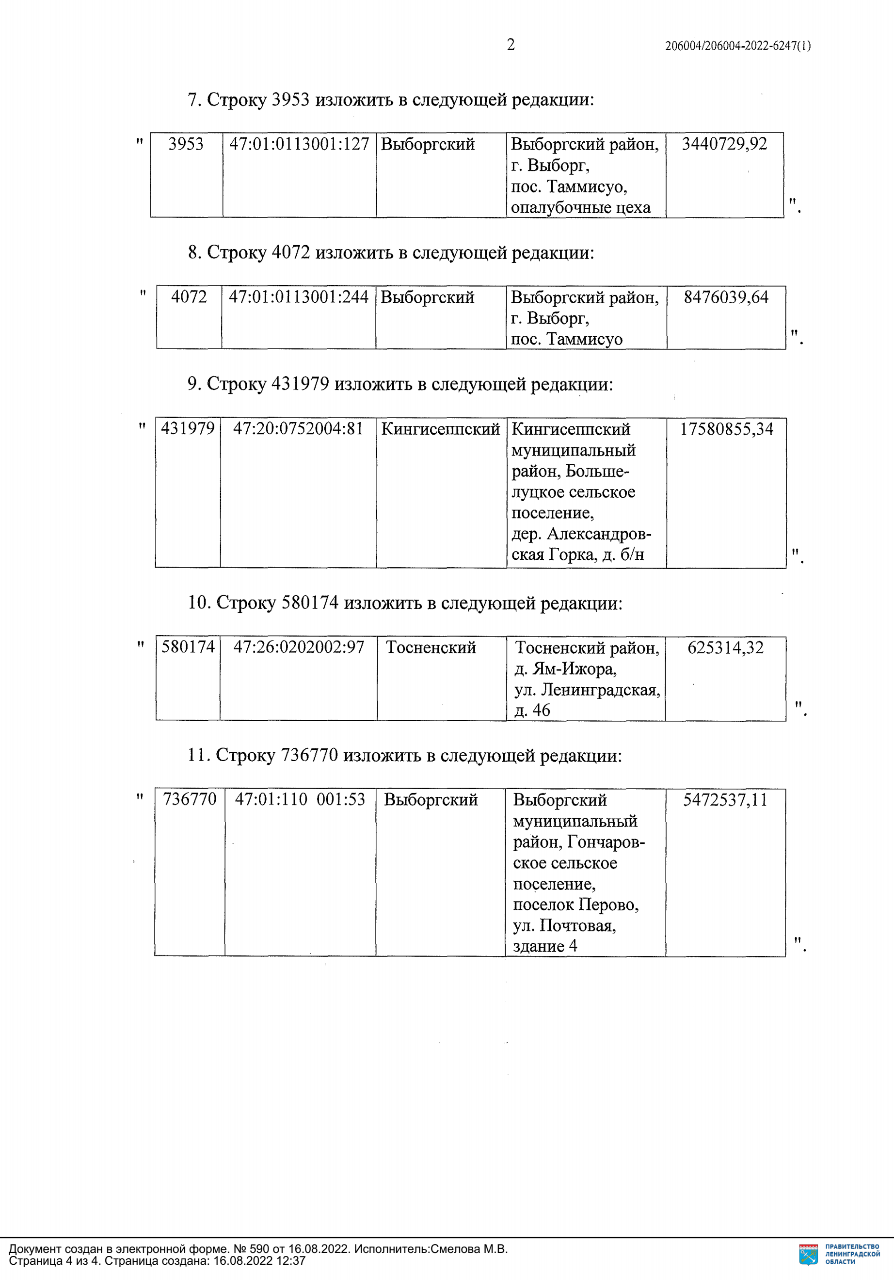 2
206004/206004-2022-6247(1)
7. Строку 3953 изложить в следующей редакции:
" 3953 47:01:0113001:127 Выборгский Выборгский район, 3440729,92
г. Выборг,
пос. Таммисуо,
опалубочные цеха ".
8. Строку 4072 изложить в следующей редакции:
" 4072 47:01:0113001:244 Выборгский Выборгский район, 8476039,64
г. Выборг,
пос. Таммисуо ".
9. Строку 431979 изложить в следующей редакции:
" 431979 47:20:0752004:81 Кингисеппский Кингисеппский 17580855,34
муниципальный
район, Больше-
луцкое сельское
поселение,
дер. Александров-
ская Горка, д. б/н ".
10. Строку 580174 изложить в следующей редакции:
" 580174 47:26:0202002:97 Тосненский Тосненский район, 625314,32
д. Ям-Ижора,
ул. Ленинградская,
д. 46 ".
11. Строку 736770 изложить в следующей редакции:
" 736770 47:01:110 001:53 Выборгский Выборгский 5472537,11
муниципальный
район, Гончаров-
ское сельское
поселение,
поселок Перово,
ул. Почтовая,
здание 4 ".
Документ создан в электронной форме. № 590 от 16.08.2022. Исполнитель:Смелова М.В.
Страница 4 из 4. Страница создана: 16.08.2022 12:37
ПРАВИТЕЛЬСТВО
ЛЕНИНГРАДСКОЙ
ОБЛАСТИ